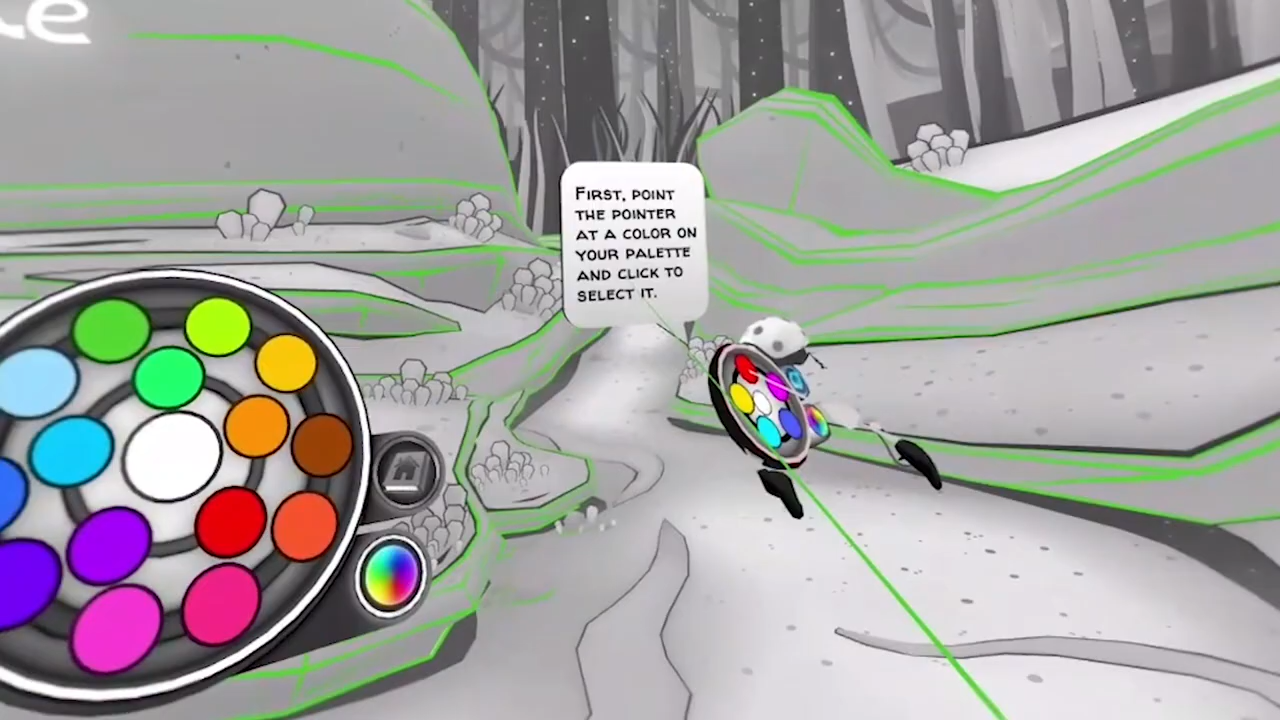 First, point
the pointer
at a color on
your palette
and click to
select it.